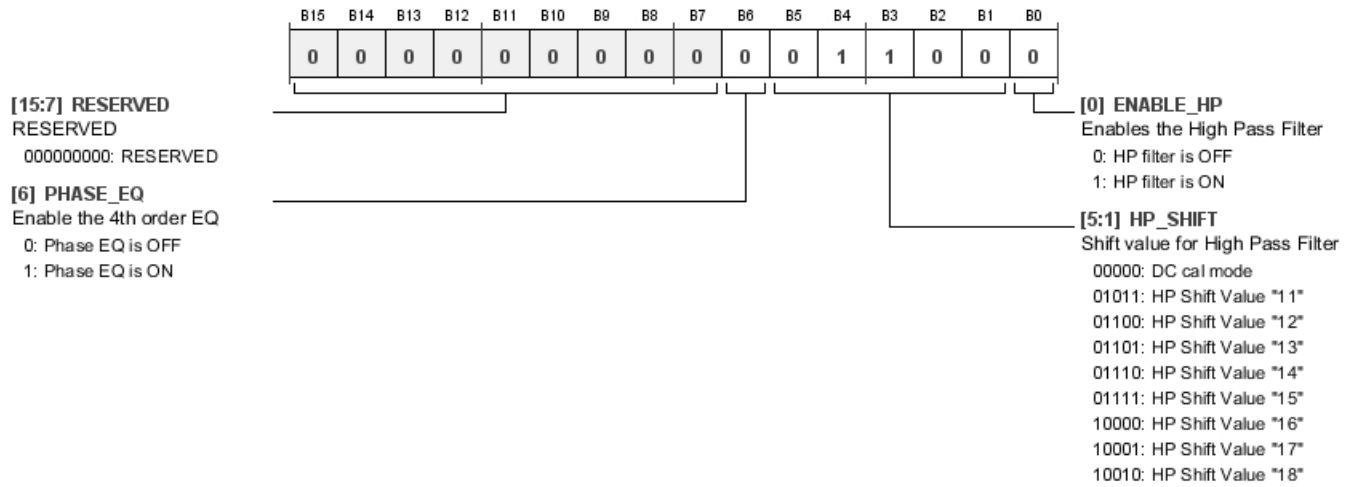 B15 B14 B13 B12 B11 B10 B9 B8 B7 B6 B5 B4 B3 B2 B1 B0
0 0 0 0 0 0 0 0 0 0 0 1 1 0 0 0
[15:7] RESERVED
RESERVED
000000000: RESERVED
[6] PHASE_EQ
Enable the 4th order EQ
0: Phase EQ is OFF
1: Phase EQ is ON
[0] ENABLE_HP
Enables the High Pass Filter
0: HP filter is OFF
1: HP filter is ON
[5:1] HP_SHIFT
Shift value for High Pass Filter
00000: DC cal mode
01011: HP Shift Value "11"
01100: HP Shift Value "12"
01101: HP Shift Value "13"
01110: HP Shift Value "14"
01111: HP Shift Value "15"
10000: HP Shift Value "16"
10001: HP Shift Value "17"
10010: HP Shift Value "18"